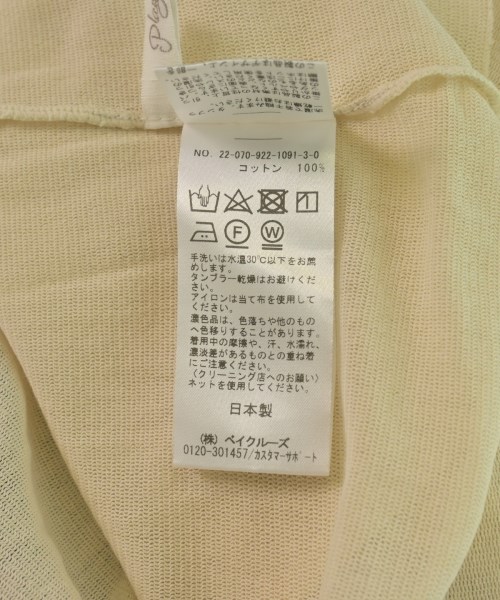 Pl
NO. 22-070-922-1091-3-0
コットン 100%
F W
手洗いは水温30℃以下をお薦
めします。
タンブラー乾燥はお避けくださ
い。
アイロンは当て布を使用して
ください。
濃色品は、色落ちや他のもの
へ色移りすることがあります。
着用中の摩擦や、汗、水濡れ、
濃淡差があるものとの重ね着
にご注意ください。
〈クリーニング店へのお願い〉
ネットを使用してください。
日本製
(株) ベイクルーズ
0120-301457/カスタマーサポート